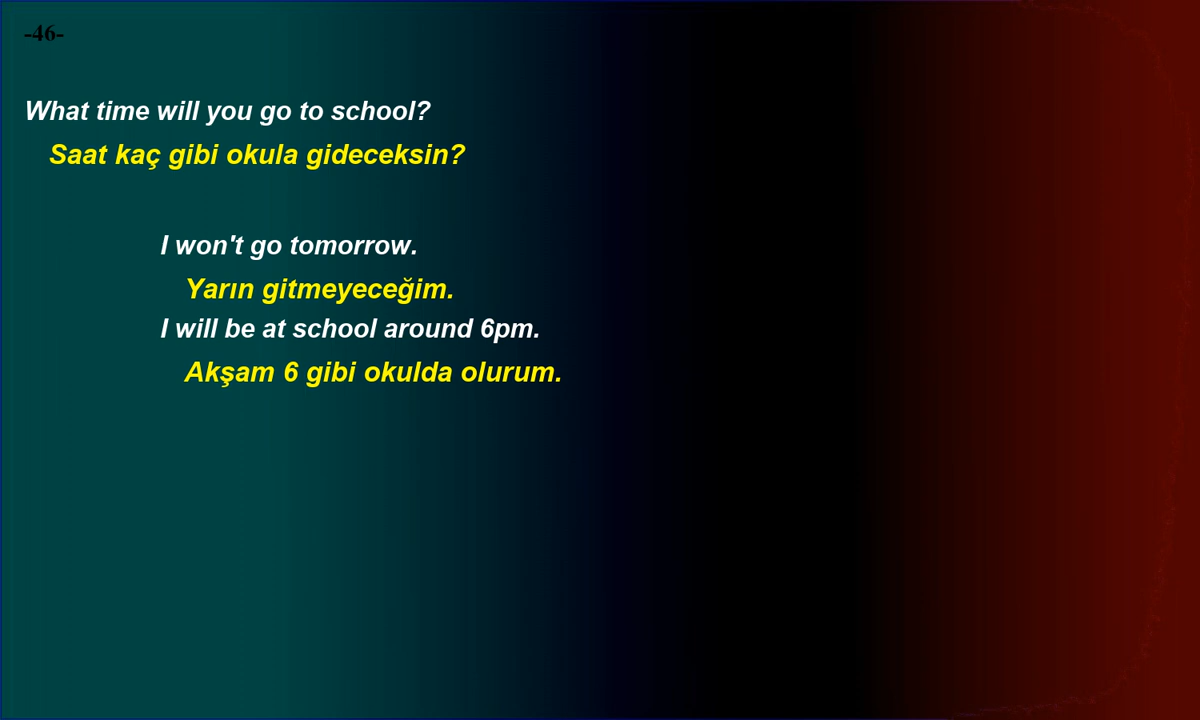 -46-
What time will you go to school?
Saat kaç gibi okula gideceksin?
I won't go tomorrow.
Yarın gitmeyeceğim.
I will be at school around 6pm.
Akşam 6 gibi okulda olurum.